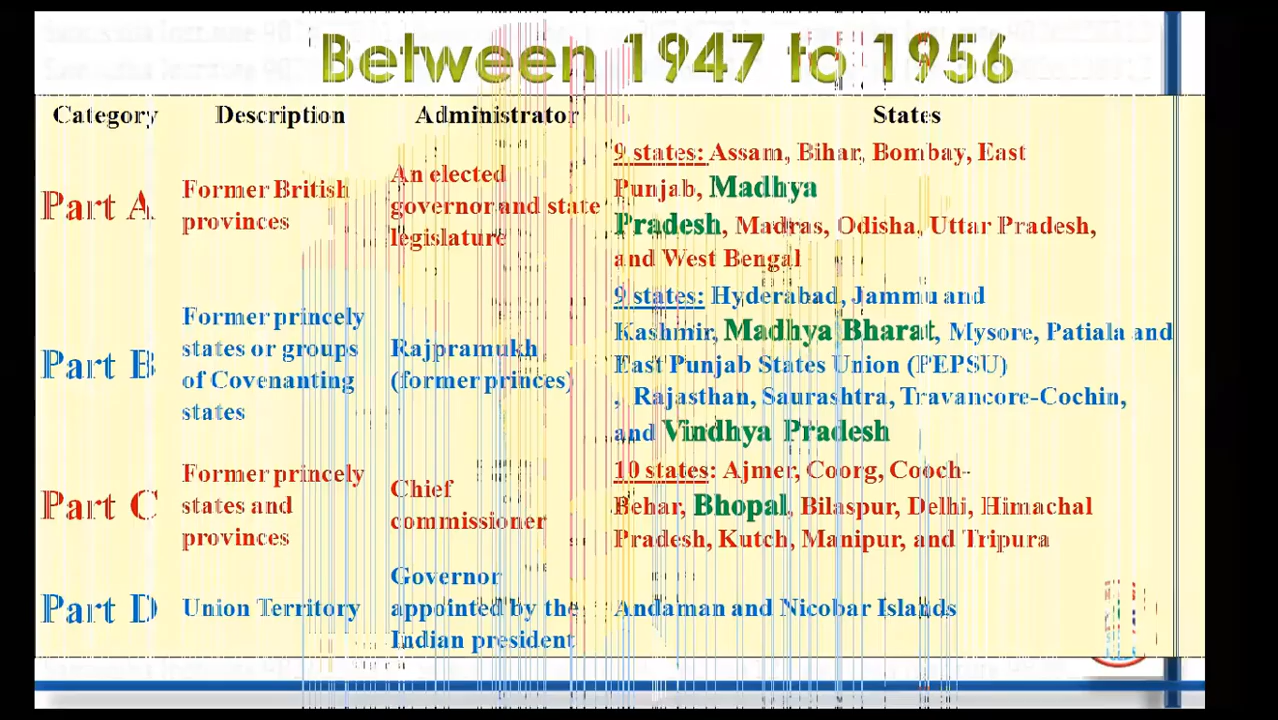 Between 1947 to 1956
Category Description Administrator States
Part A
Former British
provinces
An elected
governor and state
legislature
9 states: Assam, Bihar, Bombay, East
Punjab, Madhya
Pradesh, Madras, Odisha, Uttar Pradesh,
and West Bengal
Part B
Former princely
states or groups
of Covenanting
states
Rajpramukh
(former princes)
9 states: Hyderabad, Jammu and
Kashmir, Madhya Bharat, Mysore, Patiala and
East Punjab States Union (PEPSU)
, Rajasthan, Saurashtra, Travancore-Cochin,
and Vindhya Pradesh
Part C
Former princely
states and
provinces
Chief
commissioner
10 states: Ajmer, Coorg, Cooch-
Behar, Bhopal, Bilaspur, Delhi, Himachal
Pradesh, Kutch, Manipur, and Tripura
Part D
Union Territory
Governor
appointed by the
Indian president
Andaman and Nicobar Islands